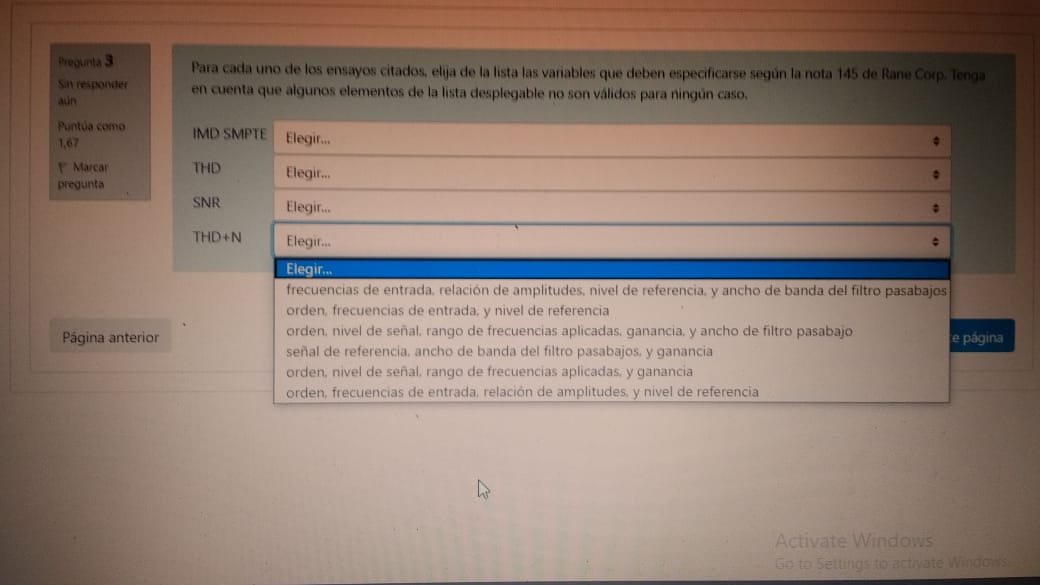 Pregunta 3
Sin responder
aún
Puntúa como
1,67
Marcar
pregunta
Para cada uno de los ensayos citados, elija de la lista las variables que deben especificarse según la nota 145 de Rane Corp. Tenga
en cuenta que algunos elementos de la lista desplegable no son válidos para ningún caso.
IMD SMPTE Elegir...
THD Elegir...
SNR Elegir...
THD+N Elegir...
Elegir...
frecuencias de entrada, relación de amplitudes, nivel de referencia, y ancho de banda del filtro pasabajos
orden, frecuencias de entrada, y nivel de referencia
orden, nivel de señal, rango de frecuencias aplicadas, ganancia, y ancho de filtro pasabajo
señal de referencia, ancho de banda del filtro pasabajos, y ganancia
orden, nivel de señal, rango de frecuencias aplicadas, y ganancia
orden, frecuencias de entrada, relación de amplitudes, y nivel de referencia
Página anterior
e página
Activate Windows
Go to Settings to activate Windows.